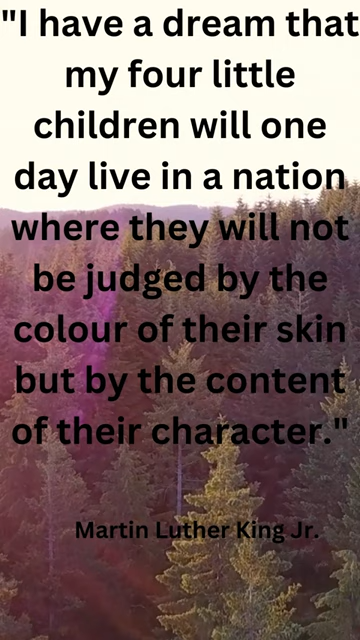 "I have a dream that
my four little
children will one
day live in a nation
where they will not
be judged by the
colour of their skin
but by the content
of their character."
Martin Luther King Jr.